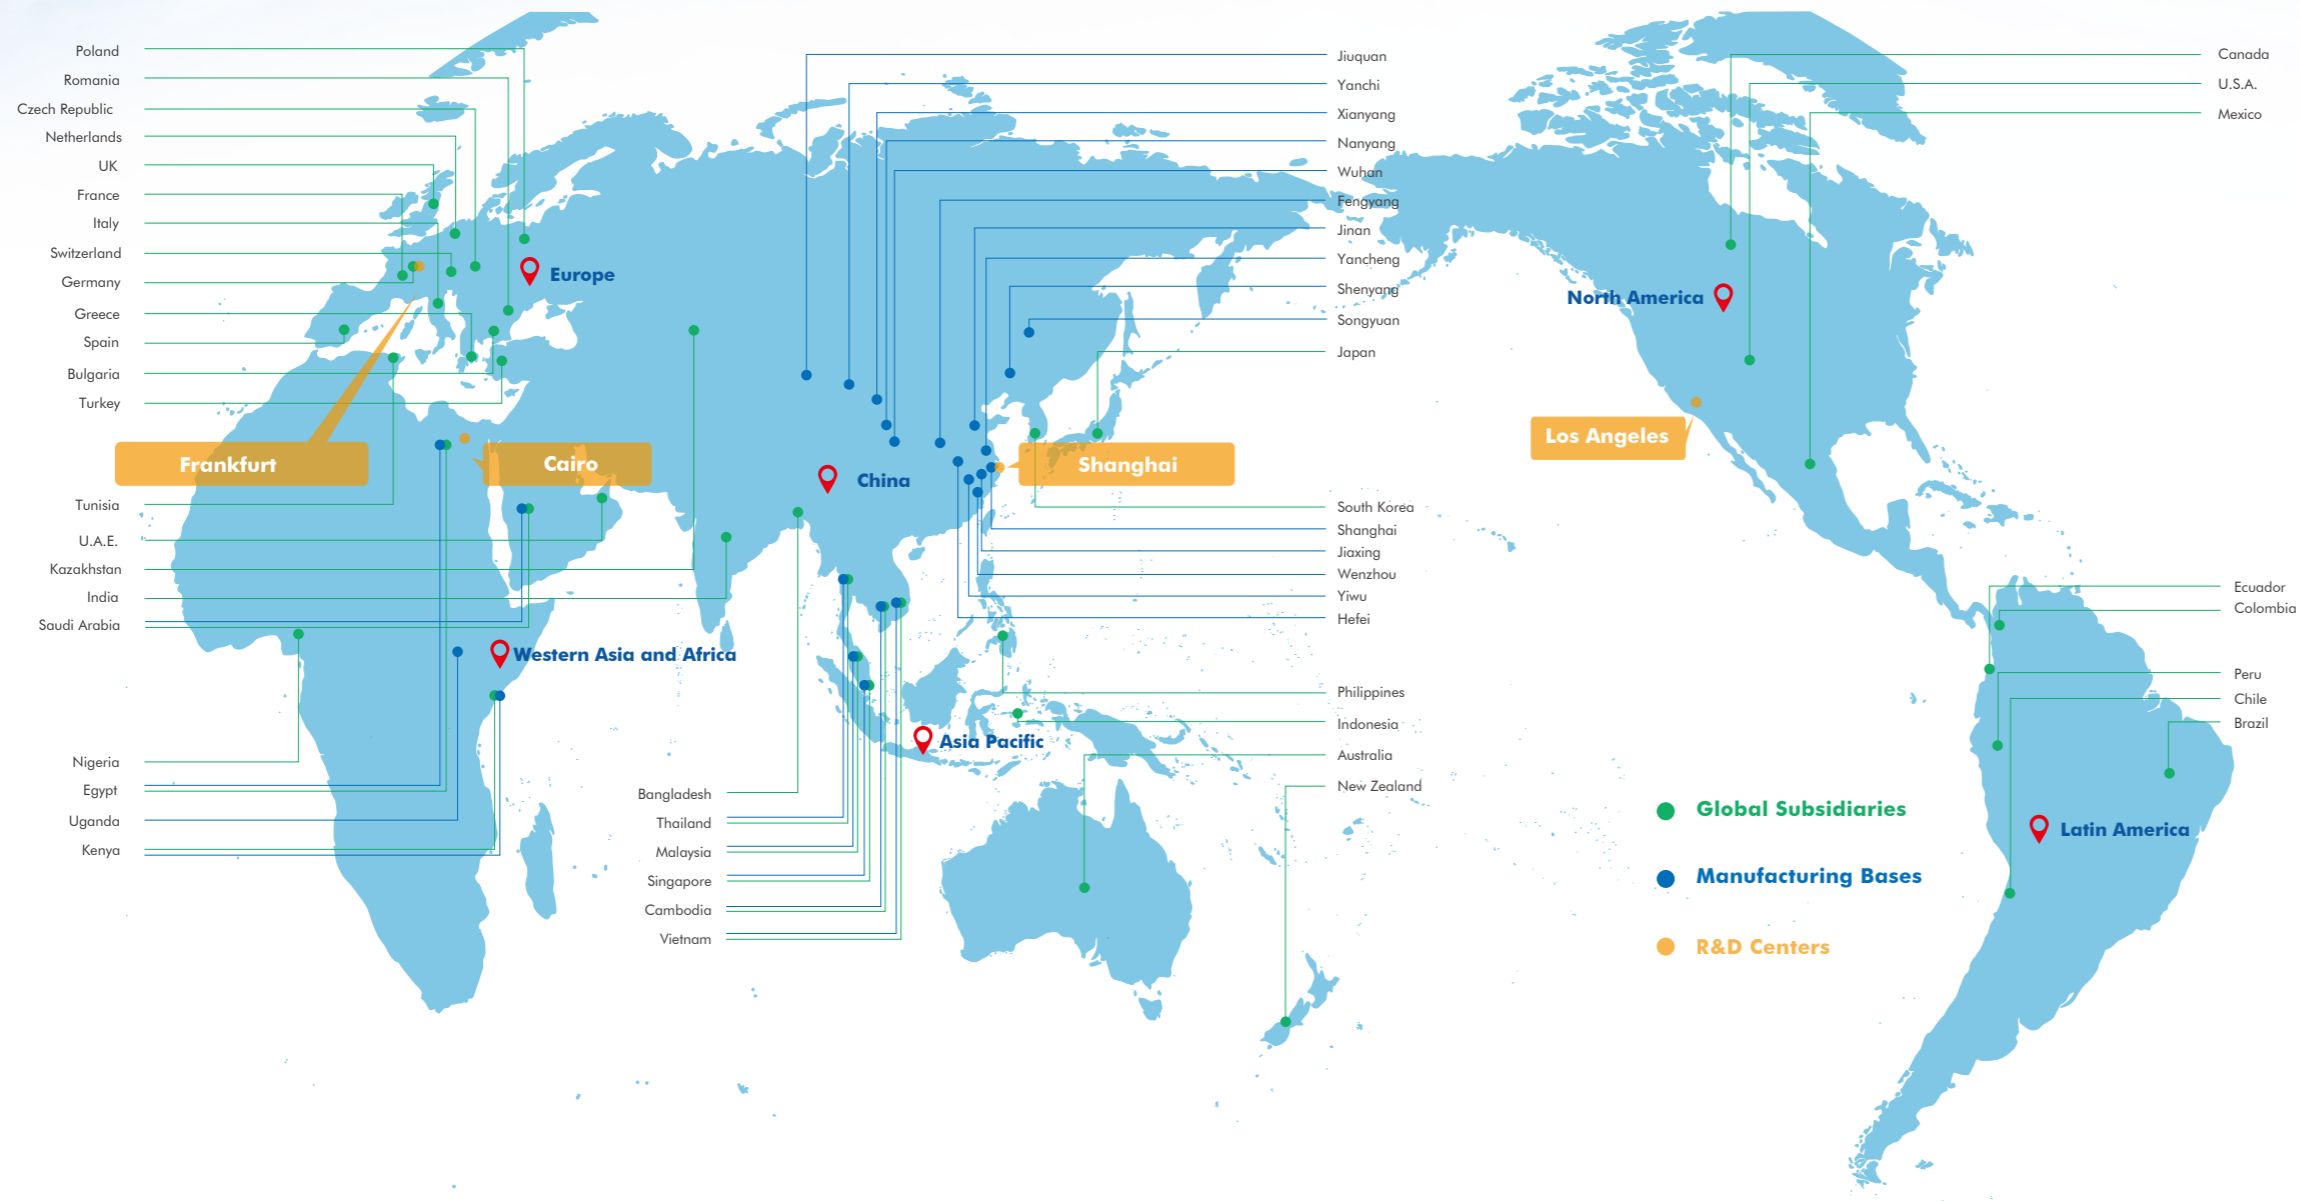 Poland
Romania
Czech Republic
Netherlands
UK
France
Italy
Switzerland
Germany
Greece
Spain
Bulgaria
Turkey
Frankfurt
Cairo
Tunisia
U.A.E.
Kazakhstan
India
Saudi Arabia
Nigeria
Egypt
Uganda
Kenya
Europe
Western Asia and Africa
China
Asia Pacific
Bangladesh
Thailand
Malaysia
Singapore
Cambodia
Vietnam
Jiuquan
Yanchi
Xianyang
Nanyang
Wuhan
Fengyang
Jinan
Yancheng
Shenyang
Songyuan
Japan
Shanghai
South Korea
Shanghai
Jiaxing
Wenzhou
Yiwu
Hefei
Philippines
Indonesia
Australia
New Zealand
North America
Los Angeles
Canada
U.S.A.
Mexico
Ecuador
Colombia
Peru
Chile
Brazil
Latin America
Global Subsidiaries
Manufacturing Bases
R&D Centers